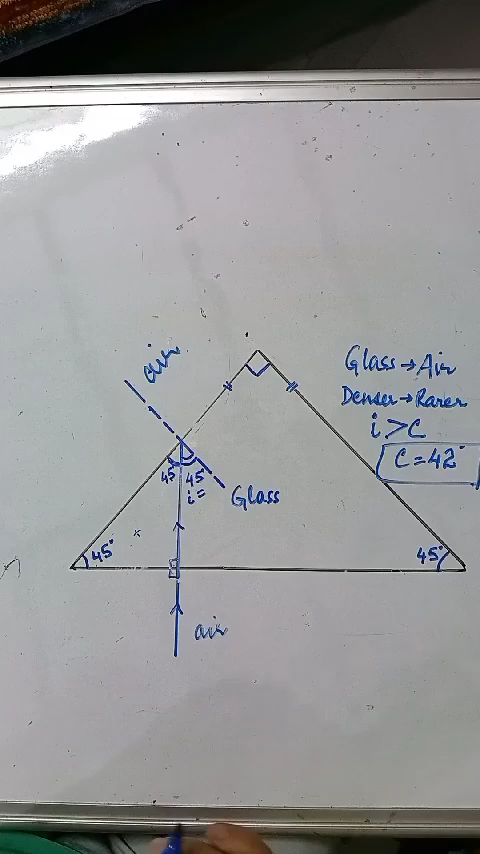 air
Glass → Air
Denser → Rarer
i > C
C = 42°
45° 45°
i =
Glass
45°
45°
air